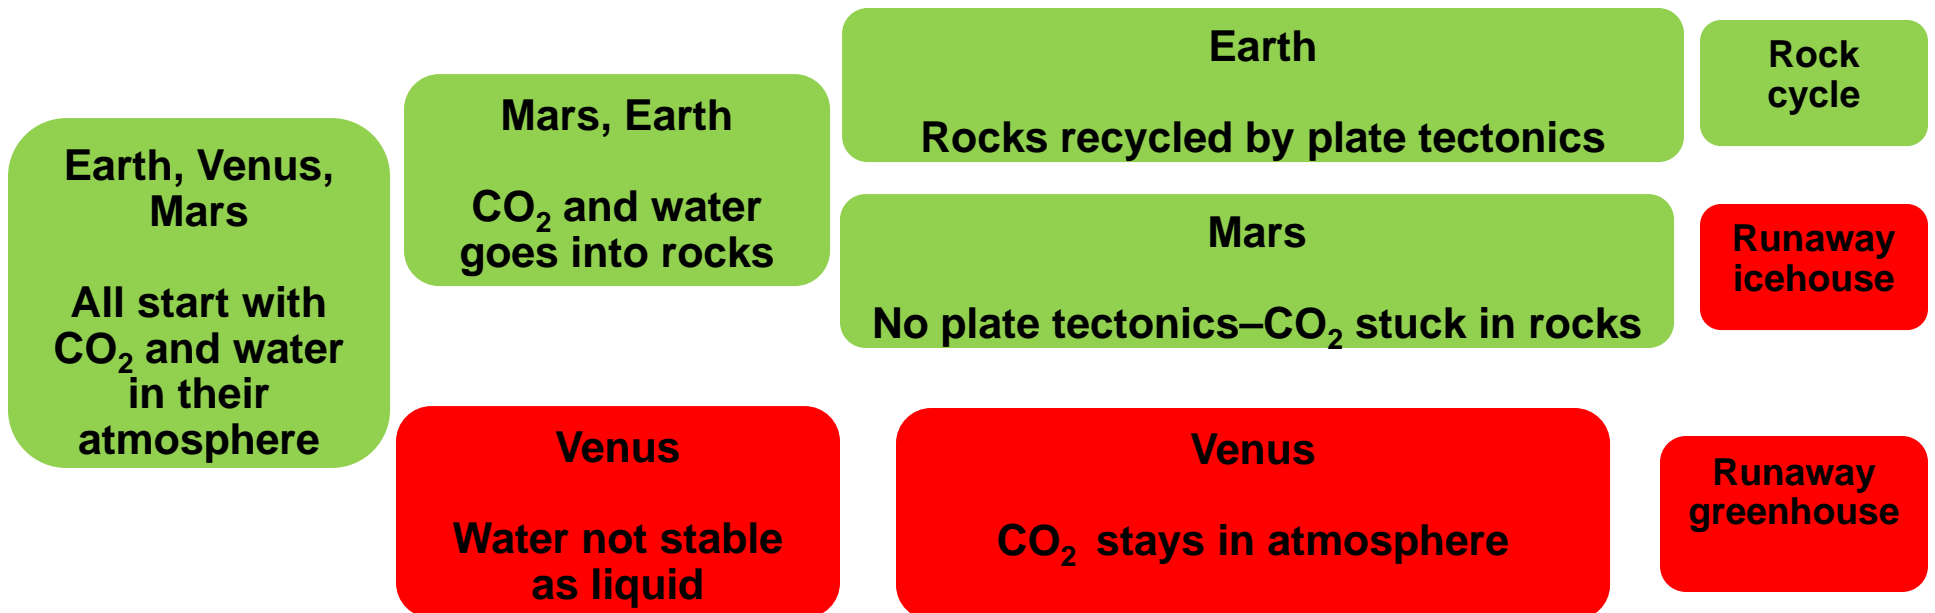 Earth, Venus,
Mars
All start with
CO₂ and water
in their
atmosphere
Mars, Earth
CO₂ and water
goes into rocks
Earth
Rocks recycled by plate tectonics
Rock
cycle
Mars
No plate tectonics–CO₂ stuck in rocks
Runaway
icehouse
Venus
Water not stable
as liquid
Venus
CO₂ stays in atmosphere
Runaway
greenhouse